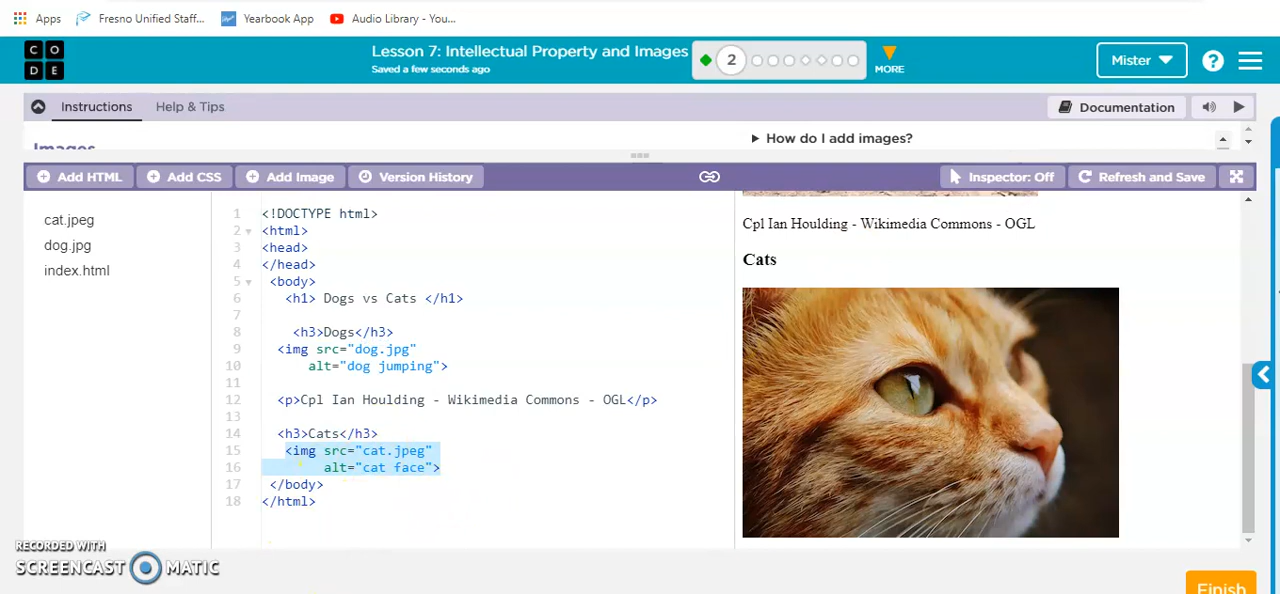 Apps Fresno Unified Staff... Yearbook App Audio Library - You...
CODE
Lesson 7: Intellectual Property and Images
Saved a few seconds ago
2
MORE
Mister
?
Instructions Help & Tips Documentation
Images
How do I add images?
Add HTML Add CSS Add Image Version History Inspector: Off Refresh and Save
cat.jpeg
dog.jpg
index.html
1 <!DOCTYPE html>
2 <html>
3 <head>
4 </head>
5 <body>
6 <h1> Dogs vs Cats </h1>
7
8 <h3>Dogs</h3>
9 <img src="dog.jpg"
10 alt="dog jumping">
11
12 <p>Cpl Ian Houlding - Wikimedia Commons - OGL</p>
13
14 <h3>Cats</h3>
15 <img src="cat.jpeg"
16 alt="cat face">
17 </body>
18 </html>
Cpl Ian Houlding - Wikimedia Commons - OGL
Cats
RECORDED WITH
SCREENCAST MATIC
Finish